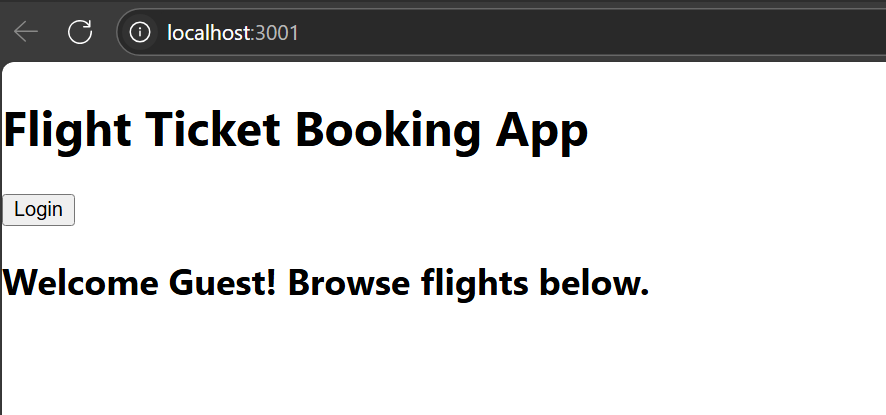 localhost:3001
Flight Ticket Booking App
Login
Welcome Guest! Browse flights below.